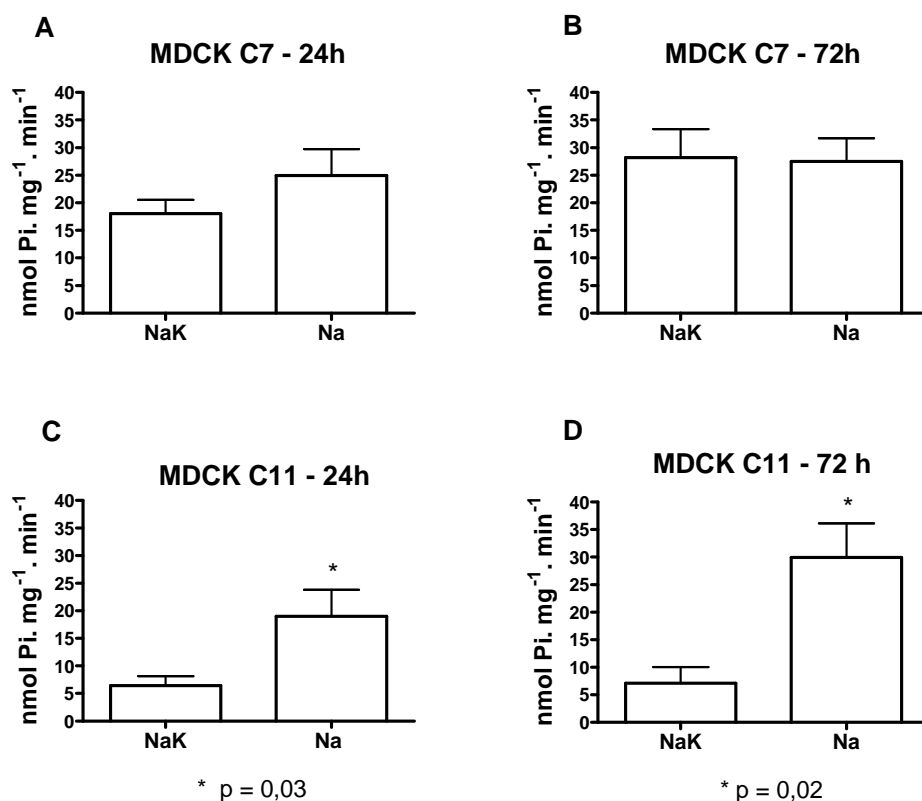 A
MDCK C7 - 24h
nmol Pi. mg⁻¹. min⁻¹
40
35
30
25
20
15
10
5
0
NaK Na
B
MDCK C7 - 72h
nmol Pi. mg⁻¹. min⁻¹
40
35
30
25
20
15
10
5
0
NaK Na
C
MDCK C11 - 24h
nmol Pi. mg⁻¹. min⁻¹
40
35
30
25
20
15
10
5
0
*
NaK Na
* p = 0,03
D
MDCK C11 - 72 h
nmol Pi. mg⁻¹. min⁻¹
40
35
30
25
20
15
10
5
0
*
NaK Na
* p = 0,02